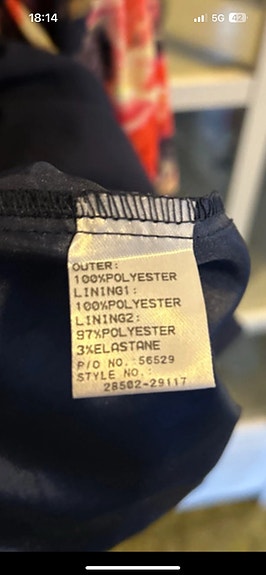 18:14 5G 42
OUTER:
100%POLYESTER
LINING1:
100%POLYESTER
LINING2:
97%POLYESTER
3%ELASTANE
P/O NO.:56529
STYLE NO.:
28502-29117